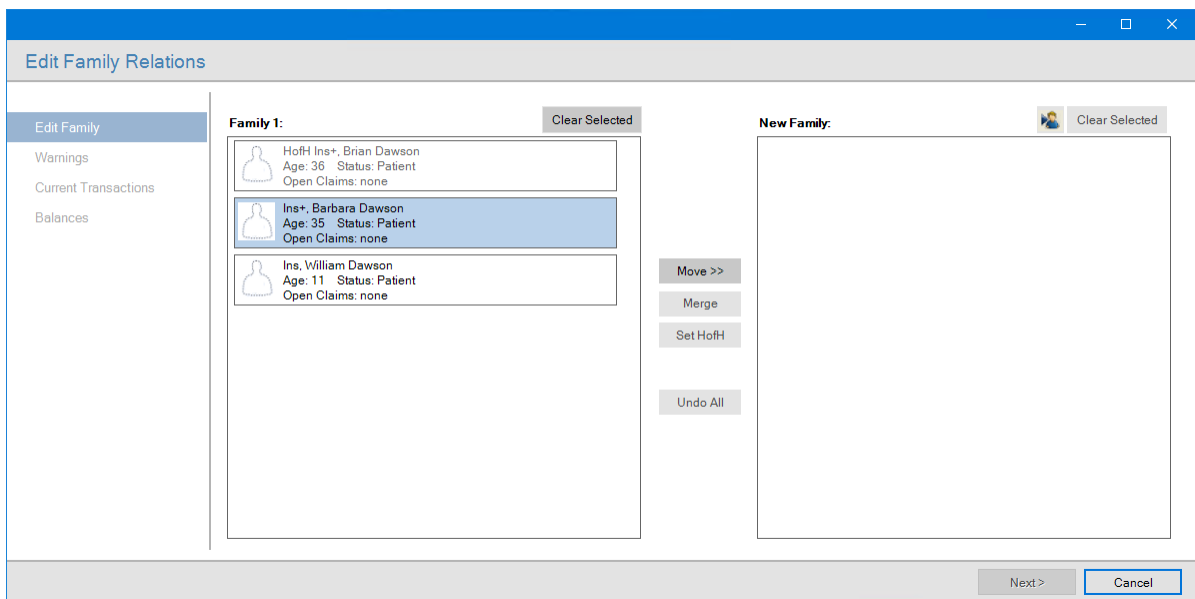 Edit Family Relations
Edit Family
Warnings
Current Transactions
Balances
Family 1:
Clear Selected
HofH Ins+, Brian Dawson
Age: 36 Status: Patient
Open Claims: none
Ins+, Barbara Dawson
Age: 35 Status: Patient
Open Claims: none
Ins, William Dawson
Age: 11 Status: Patient
Open Claims: none
Move >>
Merge
Set HofH
Undo All
New Family:
Clear Selected
Next >
Cancel